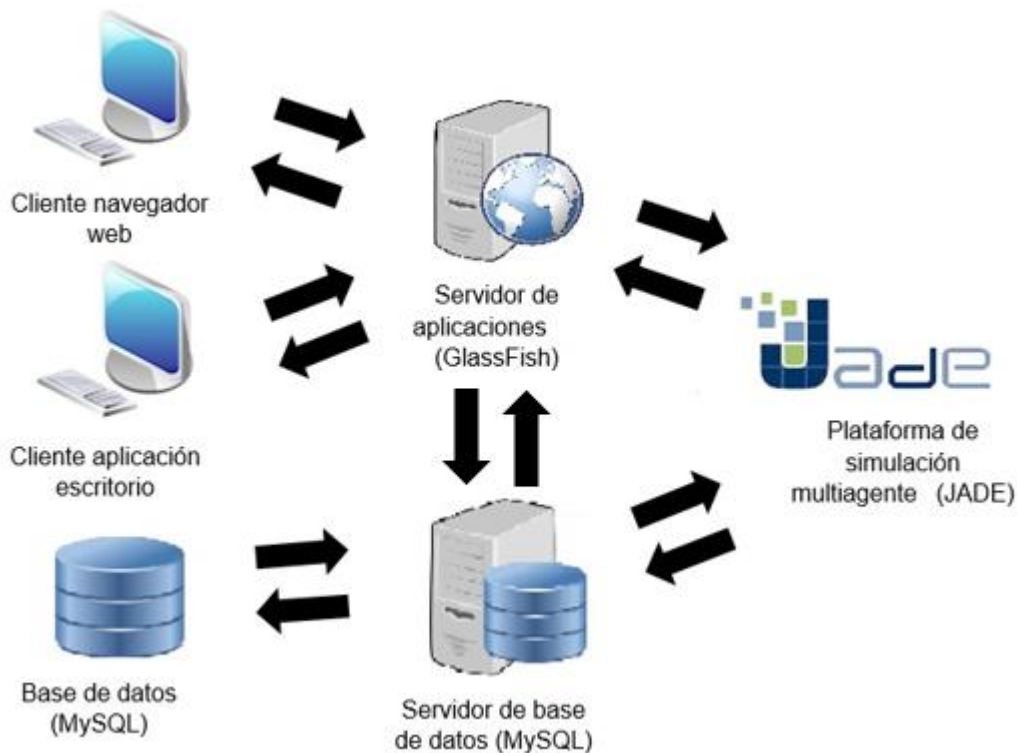 Cliente navegador
web
Servidor de
aplicaciones
(GlassFish)
Jade
Cliente aplicación
escritorio
Plataforma de
simulación
multiagente (JADE)
Base de datos
(MySQL)
Servidor de base
de datos (MySQL)